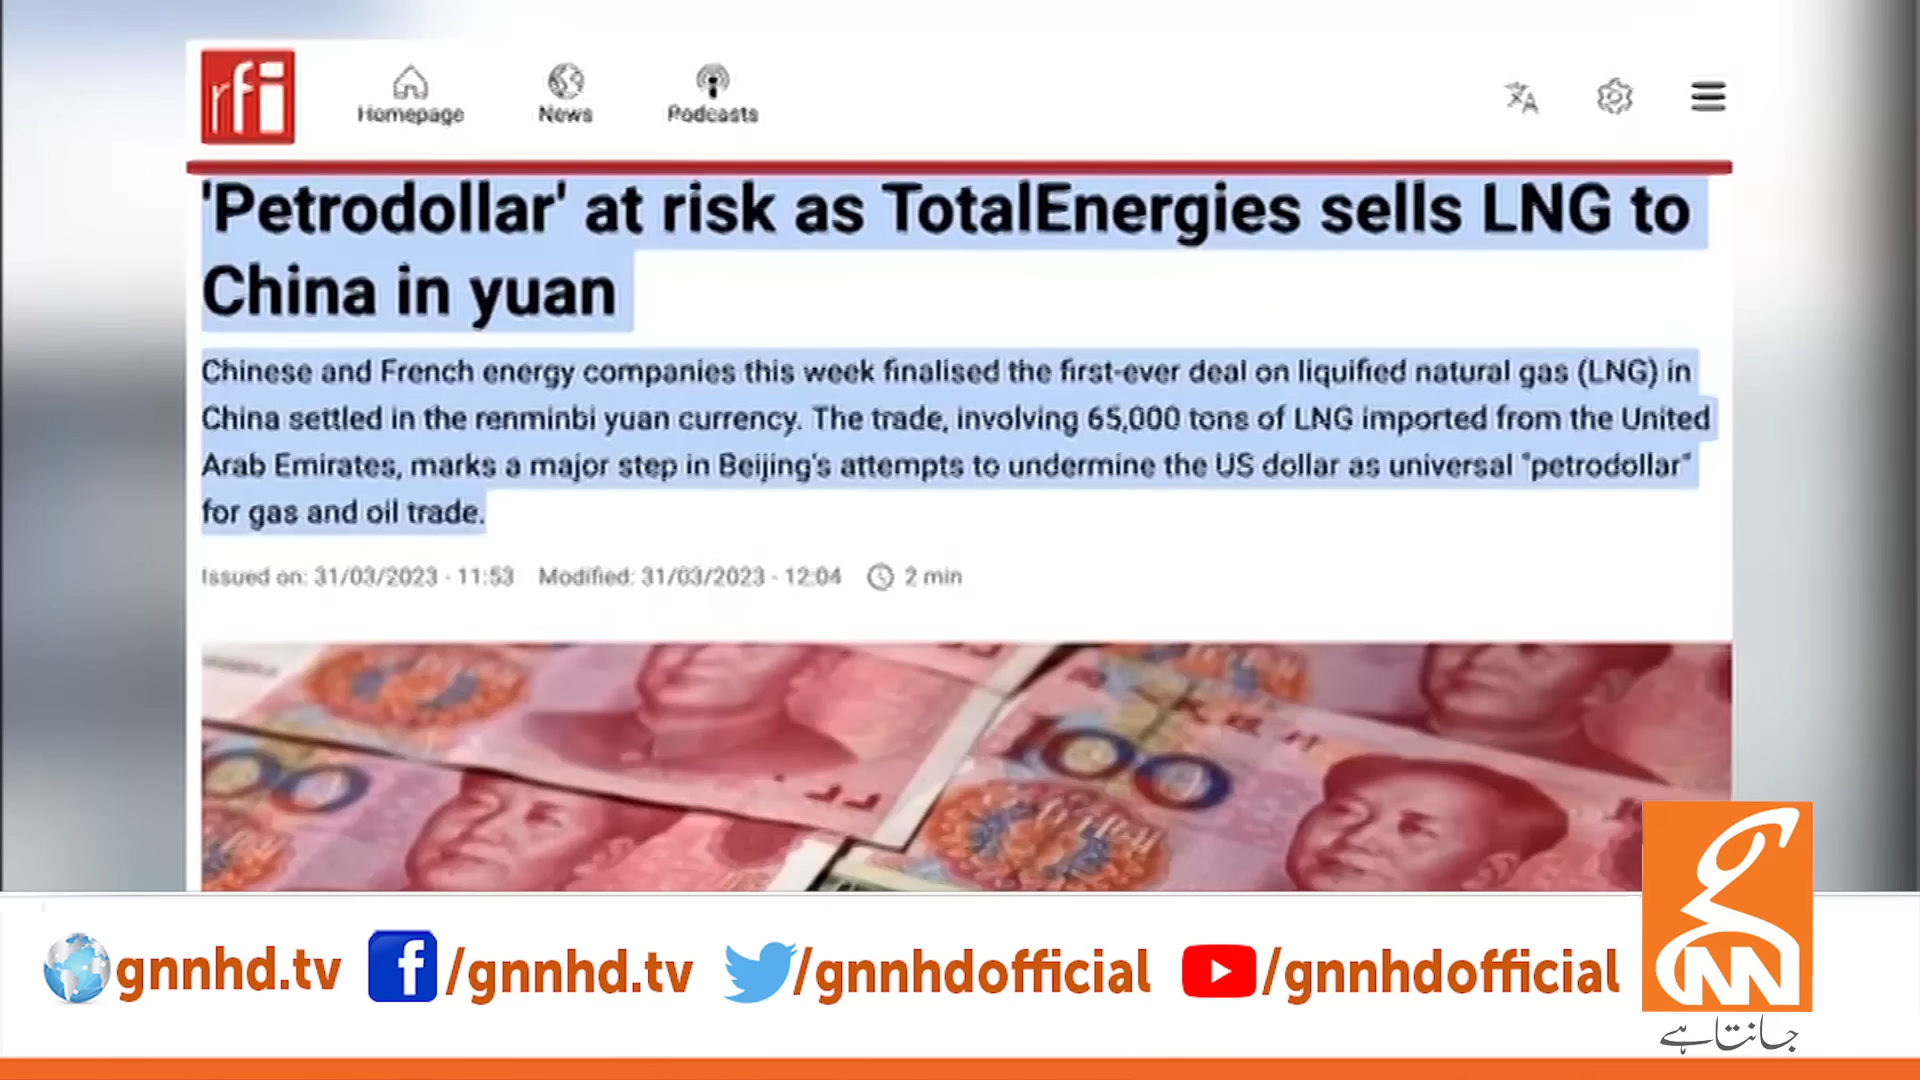 rfi
Homepage
News
Podcasts
'Petrodollar' at risk as TotalEnergies sells LNG to
China in yuan
Chinese and French energy companies this week finalised the first-ever deal on liquified natural gas (LNG) in
China settled in the renminbi yuan currency. The trade, involving 65,000 tons of LNG imported from the United
Arab Emirates, marks a major step in Beijing's attempts to undermine the US dollar as universal "petrodollar"
for gas and oil trade.
Issued on: 31/03/2023 - 11:53 Modified: 31/03/2023 - 12:04 2 min
100
GNN
gnnhd.tv /gnnhd.tv /gnnhdofficial /gnnhdofficial
جانتا ہے